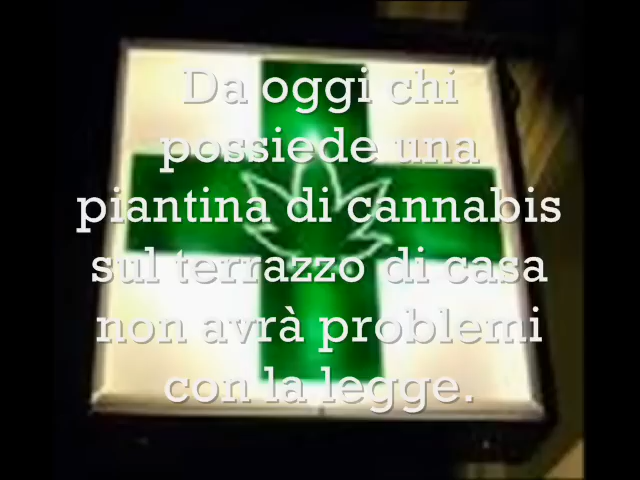 Da oggi chi
possiede una
piantina di cannabis
sul terrazzo di casa
non avrà problemi
con la legge.